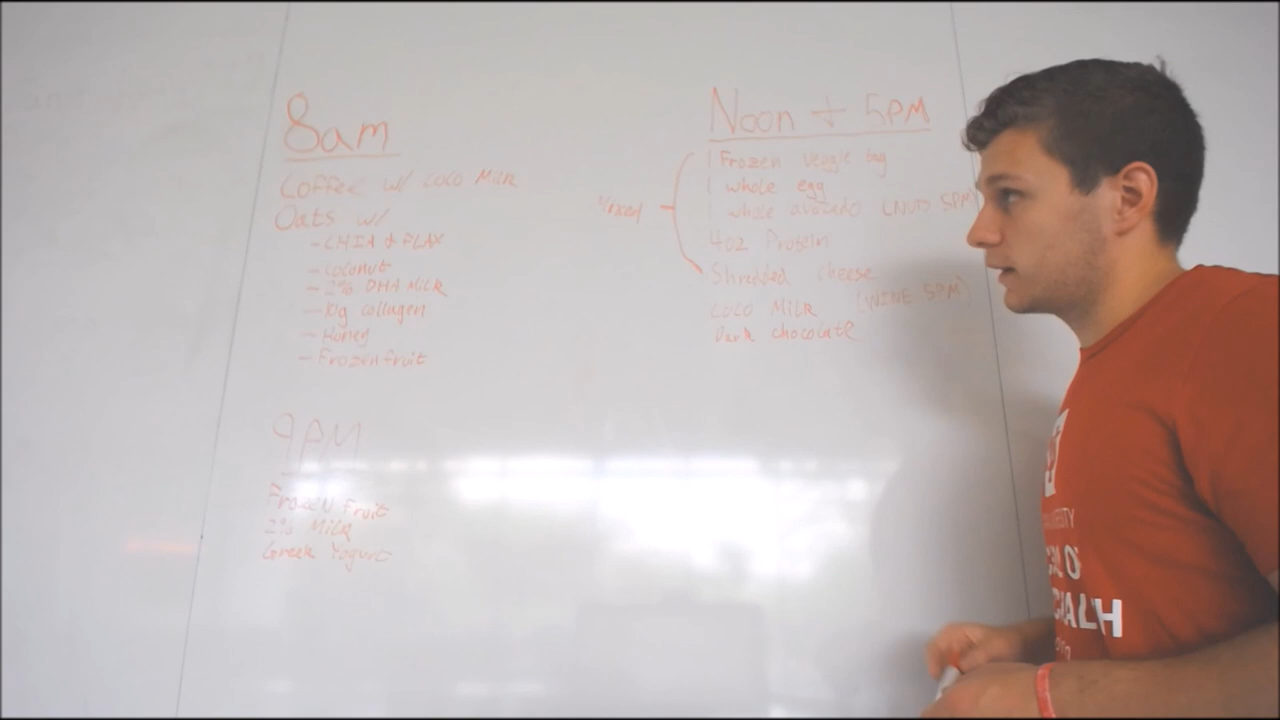 8am
Coffee w/ coco milk
Oats w/
- CHIA & FLAX
- Coconut
- 2% DHA Milk
- 10g collagen
- Honey
- Frozen fruit
9PM
Frozen Fruit
2% Milk
Greek Yogurt
Noon + 5PM
1 Frozen veggie bag
1 whole egg
1 whole avocado (NUTS 5PM)
4oz Protein
Shredded cheese
Mixed
COCO MILK (WINE 5PM)
Dark chocolate
OF